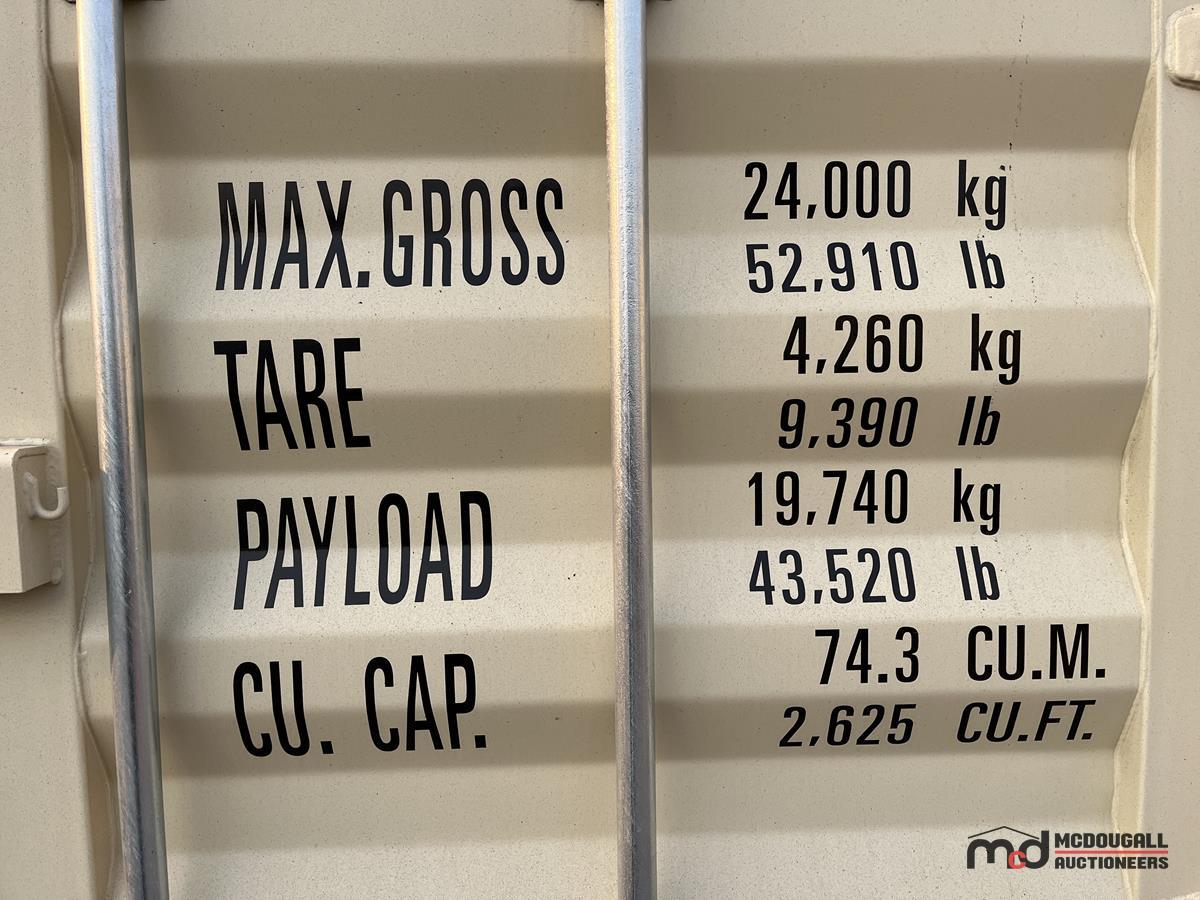 MAX.GROSS 24,000 kg
52,910 lb
TARE 4,260 kg
9,390 lb
PAYLOAD 19,740 kg
43,520 lb
CU. CAP. 74.3 CU.M.
2,625 CU.FT.
mcd MCDOUGALL
AUCTIONEERS